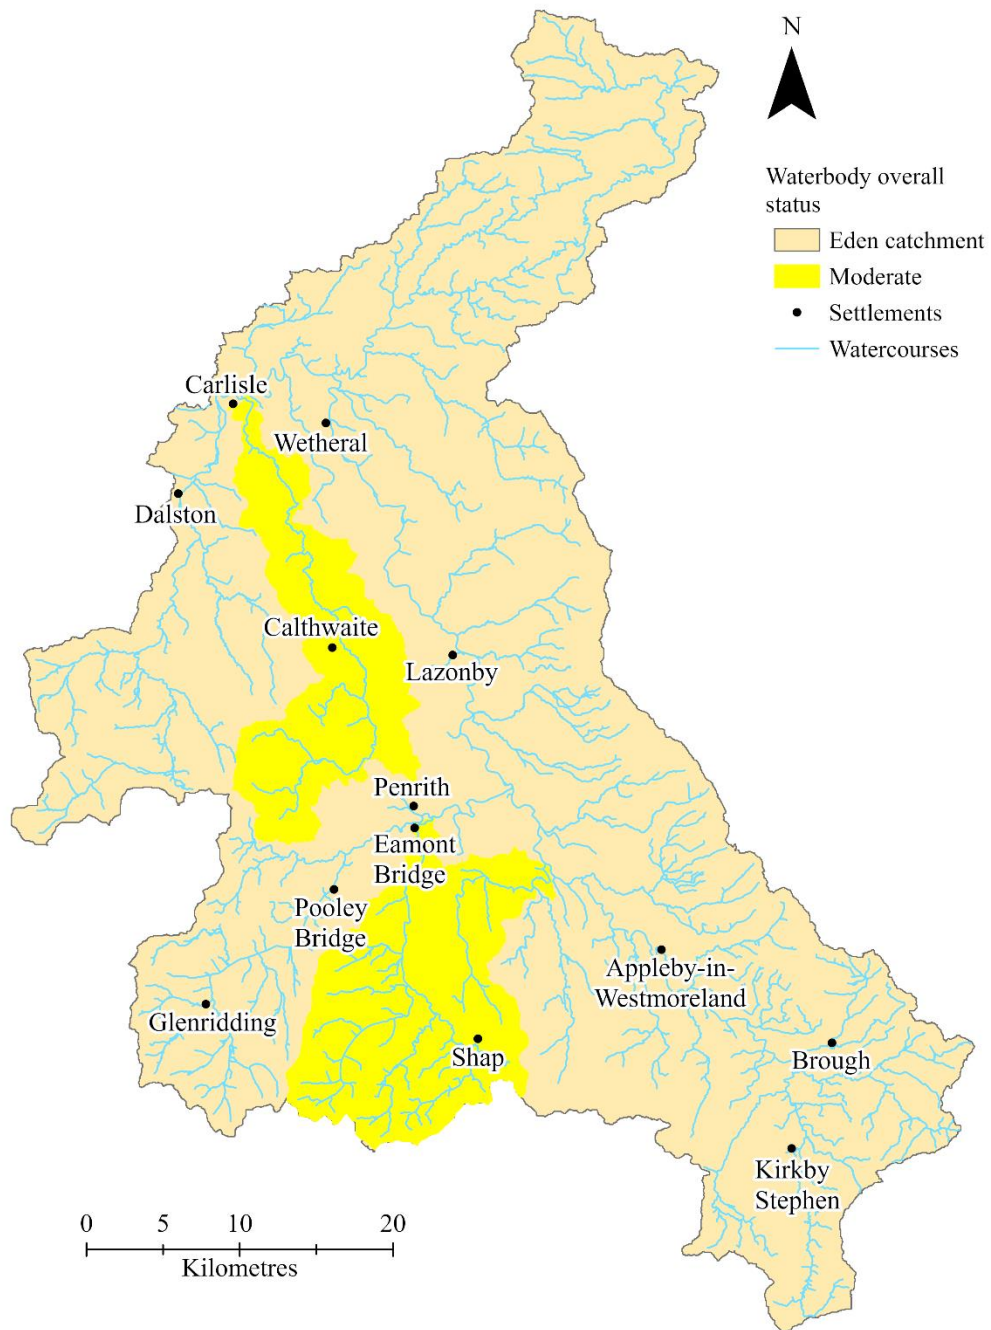 N
Waterbody overall
status
Eden catchment
Moderate
Settlements
Watercourses
Carlisle
Wetheral
Dalston
Calthwaite
Lazonby
Penrith
Eamont
Bridge
Pooley
Bridge
Appleby-in-
Westmoreland
Glenridding
Shap
Brough
Kirkby
Stephen
0 5 10 20
Kilometres